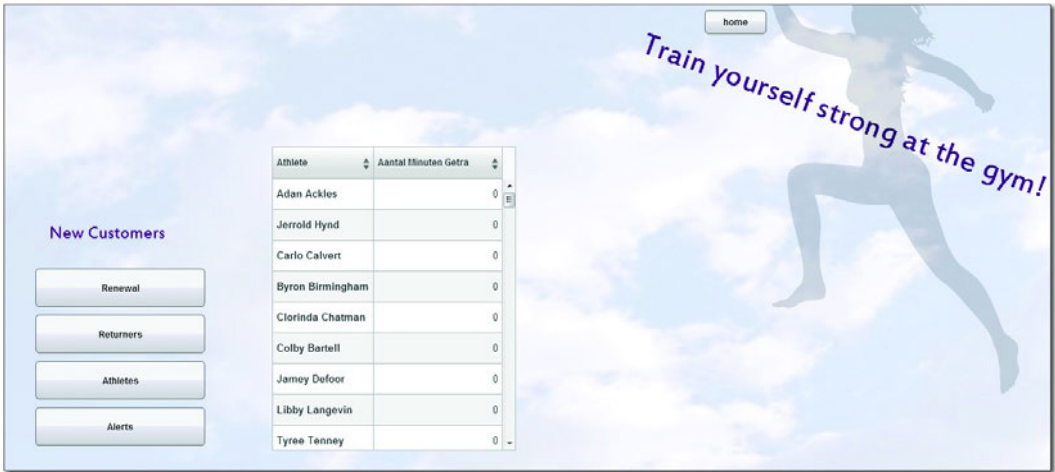 home
Train yourself strong at the gym!
New Customers
Renewal
Returners
Athletes
Alerts
Athlete Aantal Minuten Getra
Adan Ackles 0
Jerrold Hynd 0
Carlo Calvert 0
Byron Birmingham 0
Clorinda Chatman 0
Colby Bartell 0
Jamey Defoor 0
Libby Langevin 0
Tyree Tenney 0